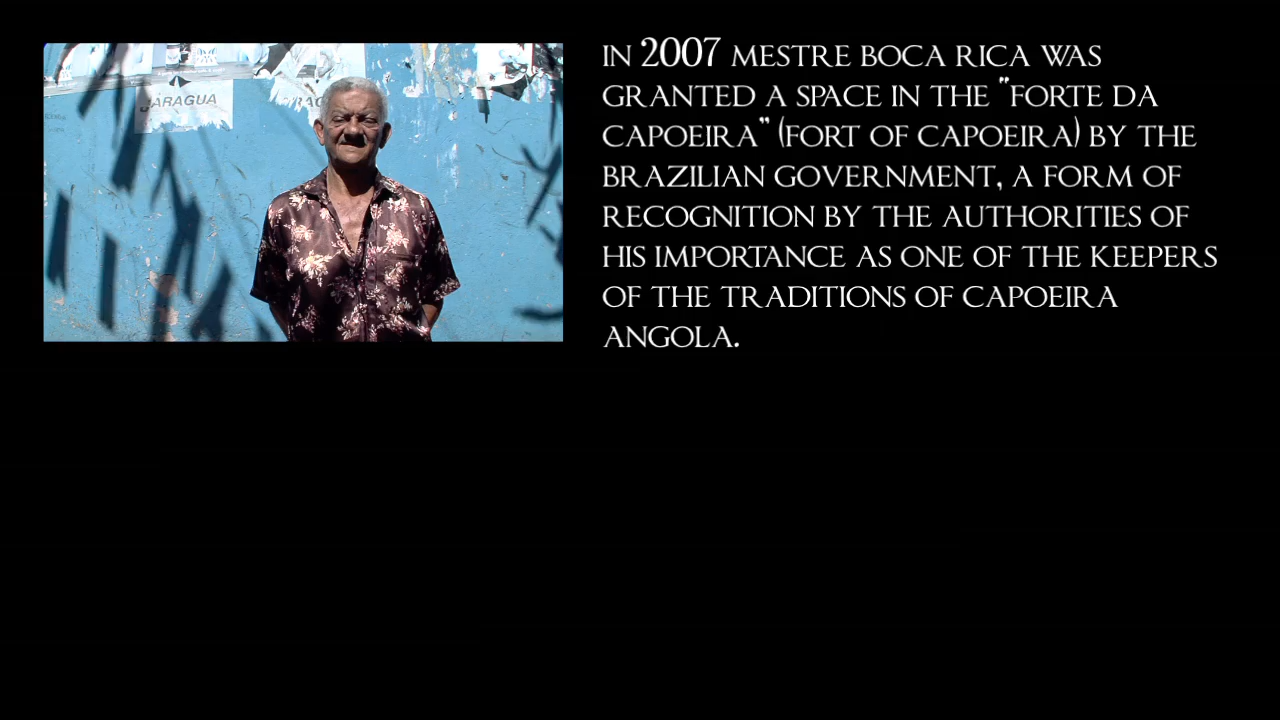 JARAGUA
IN 2007 MESTRE BOCA RICA WAS
GRANTED A SPACE IN THE "FORTE DA
CAPOEIRA" (FORT OF CAPOEIRA) BY THE
BRAZILIAN GOVERNMENT, A FORM OF
RECOGNITION BY THE AUTHORITIES OF
HIS IMPORTANCE AS ONE OF THE KEEPERS
OF THE TRADITIONS OF CAPOEIRA
ANGOLA.